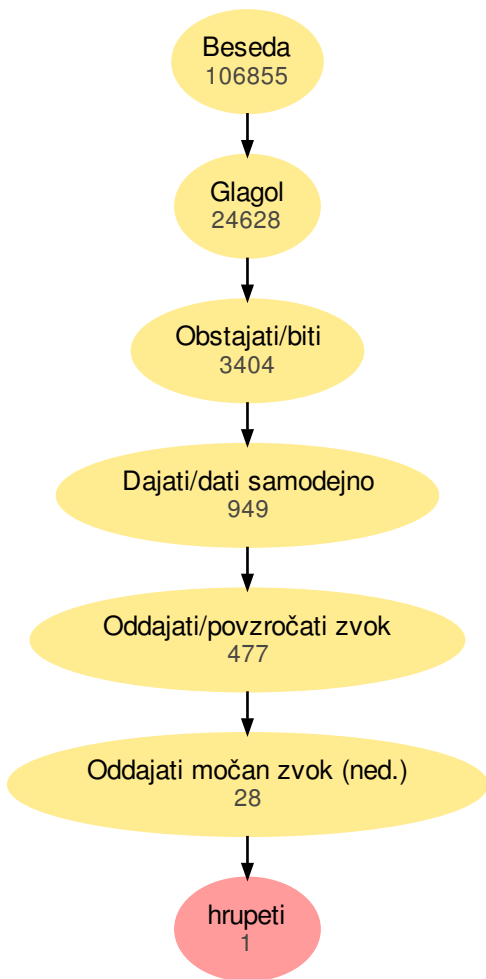 Beseda
106855
Glagol
24628
Obstajati/biti
3404
Dajati/dati samodejno
949
Oddajati/povzročati zvok
477
Oddajati močan zvok (ned.)
28
hrupeti
1